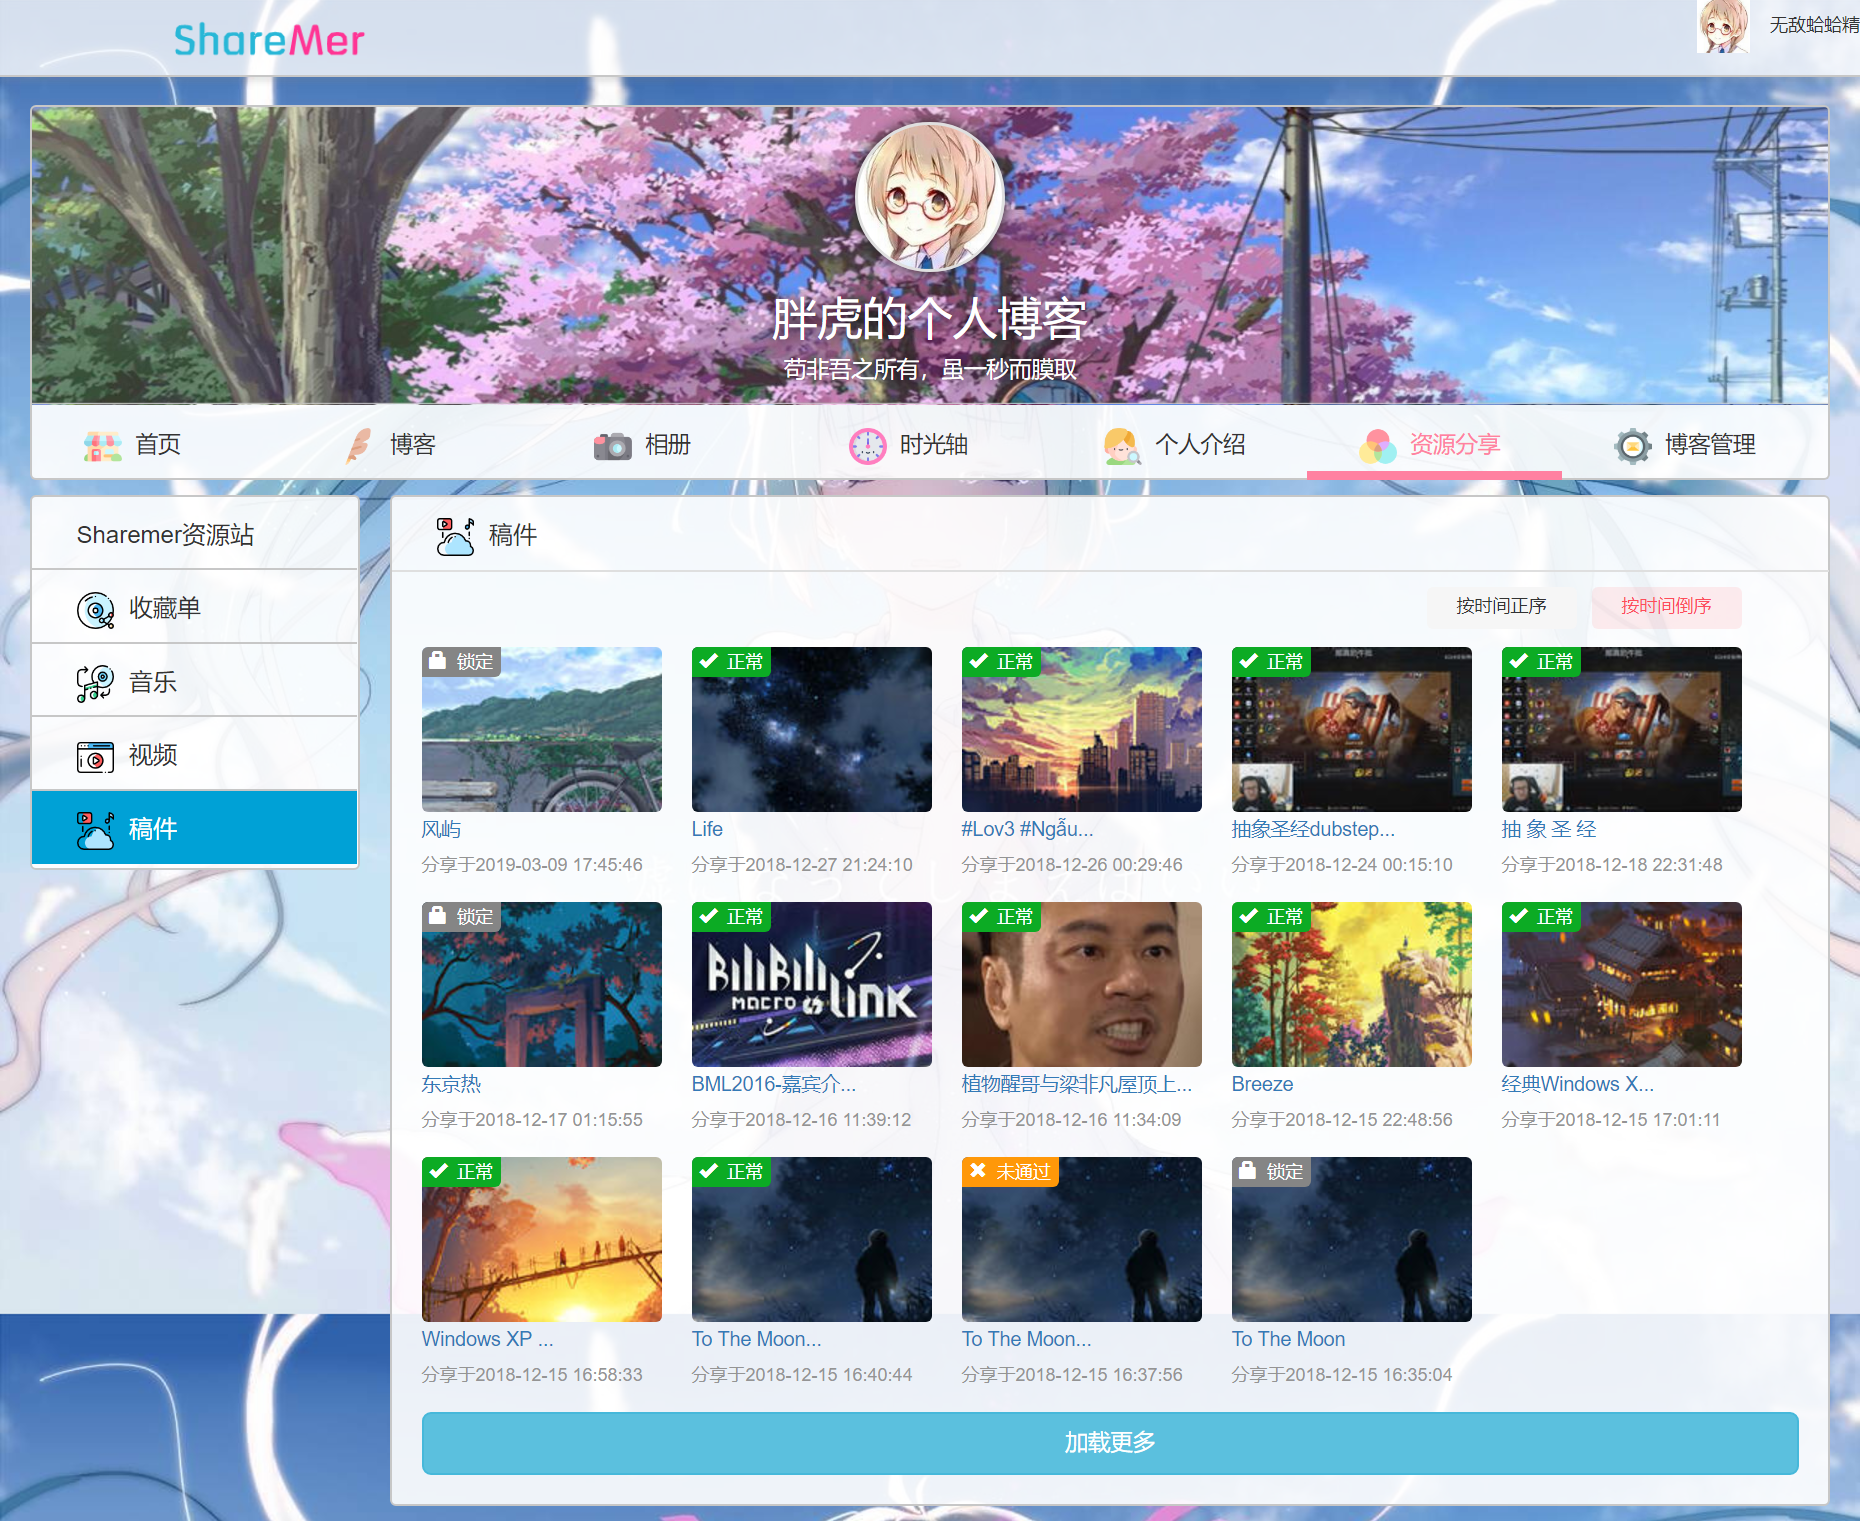 ShareMer
无敌蛤蛤精
胖虎的个人博客
苟非吾之所有，虽一秒而膜取
首页
博客
相册
时光轴
个人介绍
资源分享
博客管理
Sharemer资源站
收藏单
音乐
视频
稿件
稿件
按时间正序
按时间倒序
锁定
正常
正常
正常
正常
风屿
Life
#Lov3 #Ngẫu...
抽象圣经dubstep...
抽 象 圣 经
分享于2019-03-09 17:45:46
分享于2018-12-27 21:24:10
分享于2018-12-26 00:29:46
分享于2018-12-24 00:15:10
分享于2018-12-18 22:31:48
锁定
正常
正常
正常
正常
BiliBili
MACRO
LINK
东京热
BML2016-嘉宾介...
植物醒哥与梁非凡屋顶上...
Breeze
经典Windows X...
分享于2018-12-17 01:15:55
分享于2018-12-16 11:39:12
分享于2018-12-16 11:34:09
分享于2018-12-15 22:48:56
分享于2018-12-15 17:01:11
正常
正常
未通过
锁定
Windows XP ...
To The Moon...
To The Moon...
To The Moon
分享于2018-12-15 16:58:33
分享于2018-12-15 16:40:44
分享于2018-12-15 16:37:56
分享于2018-12-15 16:35:04
加载更多